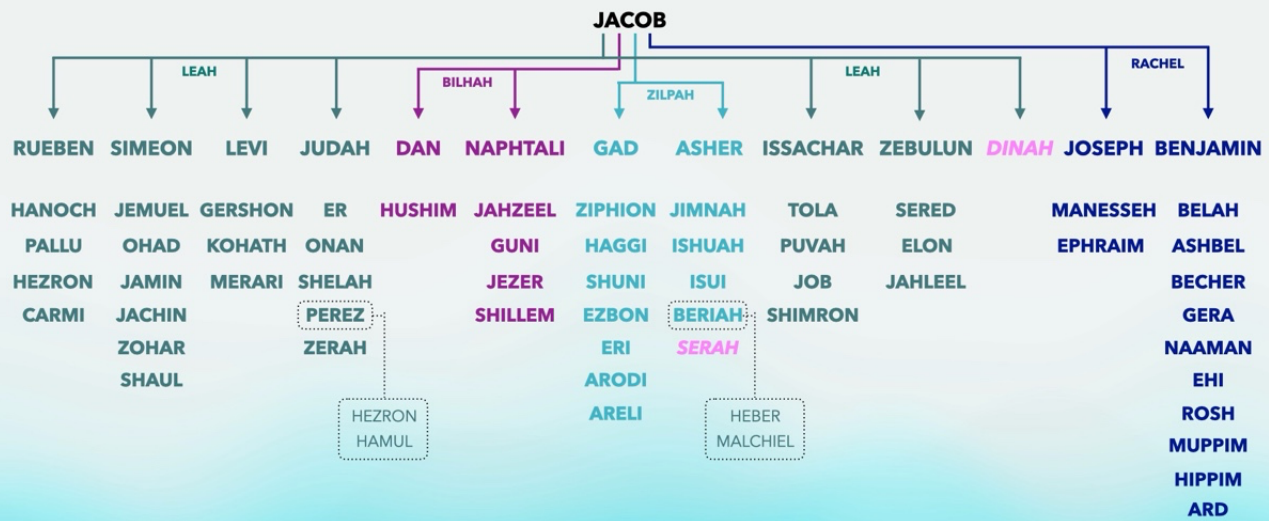 JACOB
LEAH BILHAH ZILPAH LEAH RACHEL
RUEBEN SIMEON LEVI JUDAH DAN NAPHTALI GAD ASHER ISSACHAR ZEBULUN DINAH JOSEPH BENJAMIN
HANOCH JEMUEL GERSHON ER HUSHIM JAHZEEL ZIPHION JIMNAH TOLA SERED MANESSEH BELAH
PALLU OHAD KOHATH ONAN GUNI HAGGI ISHUAH PUVAH ELON EPHRAIM ASHBEL
HEZRON JAMIN MERARI SHELAH JEZER SHUNI ISUI JOB JAHLEEL BECHER
CARMI JACHIN PEREZ SHILLEM EZBON BERIAH SHIMRON GERA
ZOHAR ZERAH ERI SERAH NAAMAN
SHAUL ARODI EHI
HEZRON ARELI HEBER ROSH
HAMUL MALCHIEL MUPPIM
HIPPIM
ARD